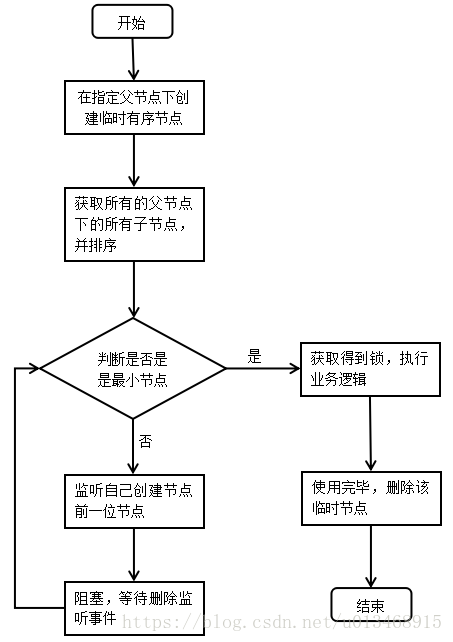 开始
在指定父节点下创
建临时有序节点
获取所有的父节点
下的所有子节点，
并排序
判断是否是
是最小节点
是
获取得到锁，执行
业务逻辑
否
监听自己创建节点
前一位节点
使用完毕，删除该
临时节点
阻塞，等待删除监
听事件
结束
https://blog.csdn.net/u013468915